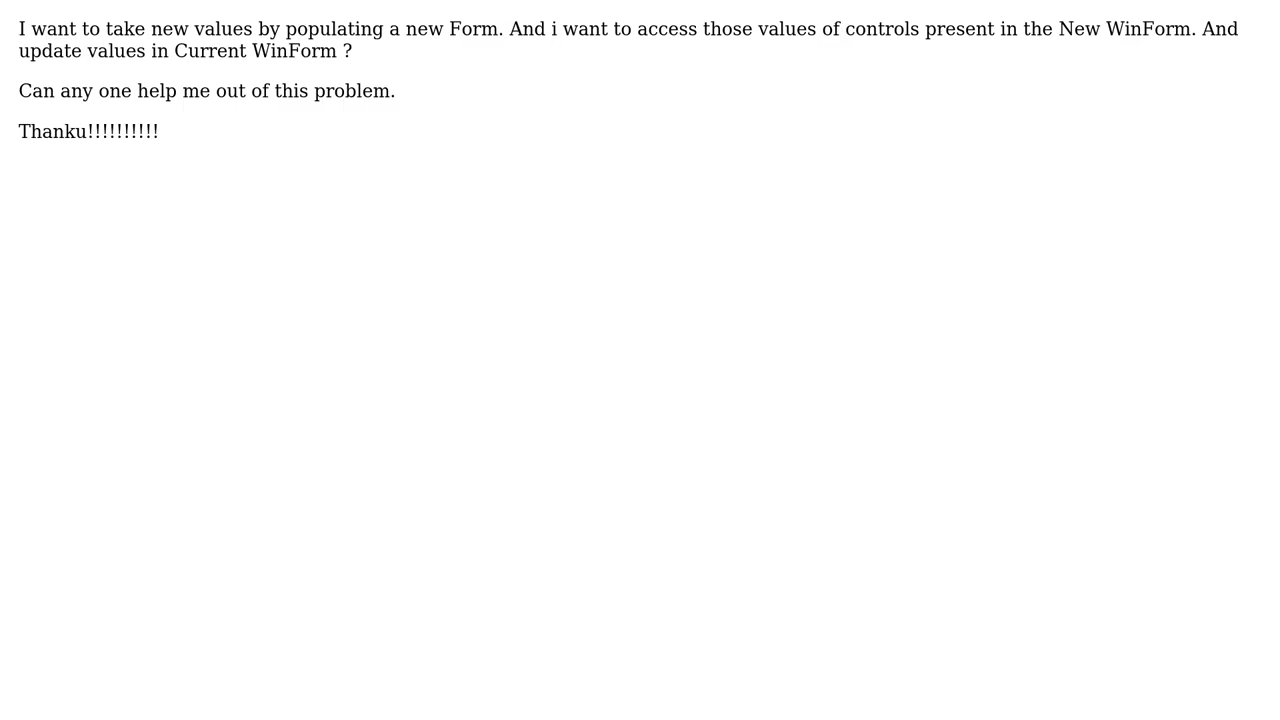 I want to take new values by populating a new Form. And i want to access those values of controls present in the New WinForm. And
update values in Current WinForm ?
Can any one help me out of this problem.
Thanku!!!!!!!!!!